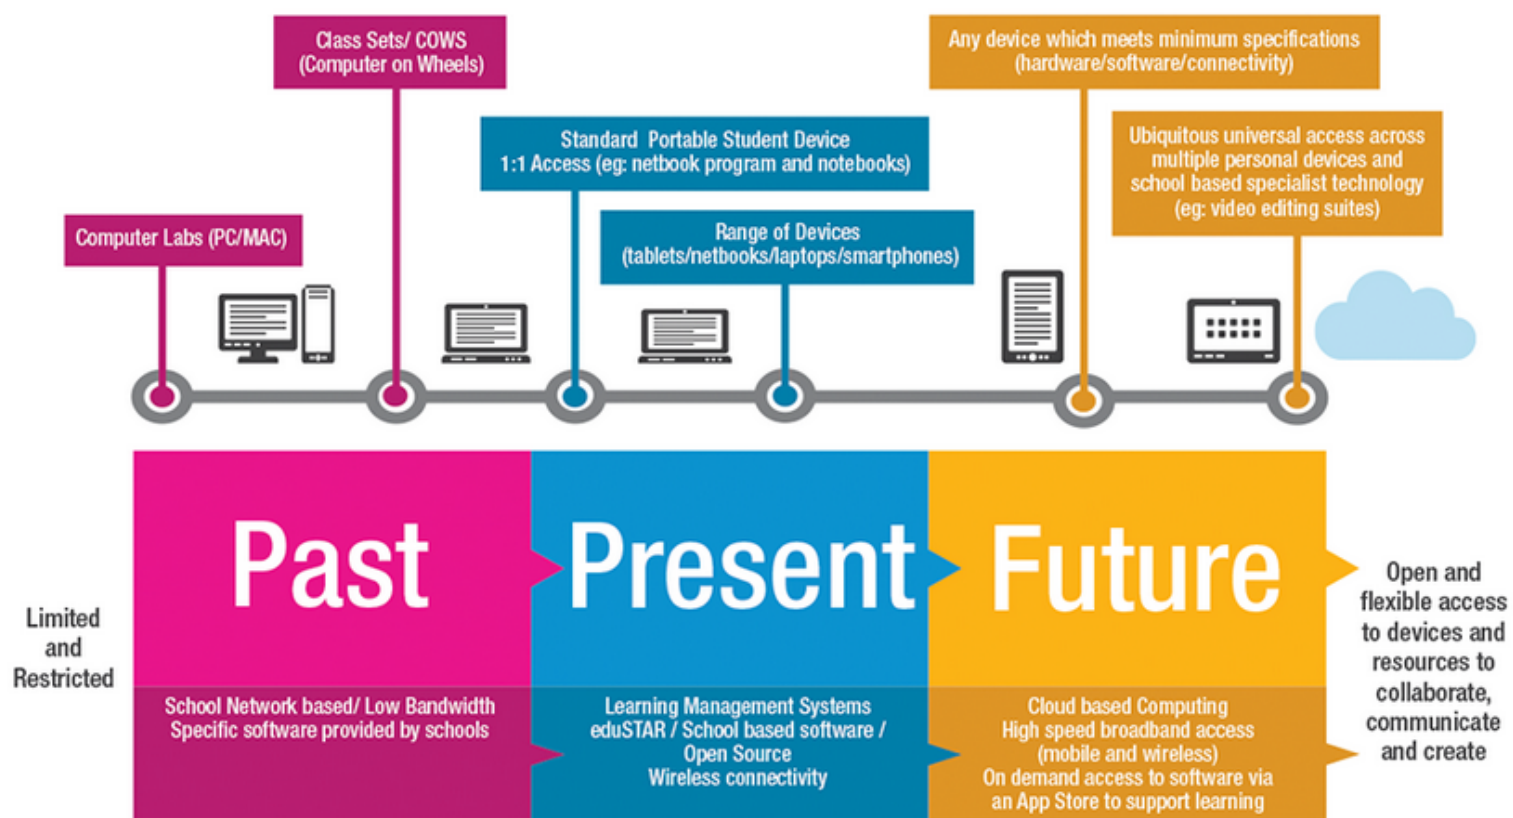 Class Sets/ COWS
(Computer on Wheels)
Any device which meets minimum specifications
(hardware/software/connectivity)
Standard Portable Student Device
1:1 Access (eg: netbook program and notebooks)
Ubiquitous universal access across
multiple personal devices and
school based specialist technology
(eg: video editing suites)
Computer Labs (PC/MAC)
Range of Devices
(tablets/netbooks/laptops/smartphones)
Limited
and
Restricted
Past
Present
Future
Open and
flexible access
to devices and
resources to
collaborate,
communicate
and create
School Network based/ Low Bandwidth
Specific software provided by schools
Learning Management Systems
eduSTAR / School based software /
Open Source
Wireless connectivity
Cloud based Computing
High speed broadband access
(mobile and wireless)
On demand access to software via
an App Store to support learning